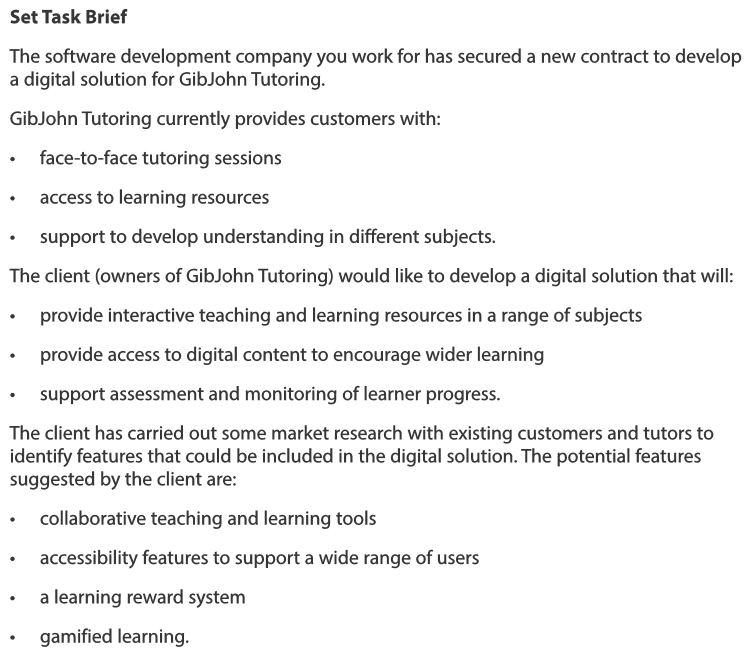 Set Task Brief
The software development company you work for has secured a new contract to develop
a digital solution for GibJohn Tutoring.
GibJohn Tutoring currently provides customers with:
• face-to-face tutoring sessions
• access to learning resources
• support to develop understanding in different subjects.
The client (owners of GibJohn Tutoring) would like to develop a digital solution that will:
• provide interactive teaching and learning resources in a range of subjects
• provide access to digital content to encourage wider learning
• support assessment and monitoring of learner progress.
The client has carried out some market research with existing customers and tutors to
identify features that could be included in the digital solution. The potential features
suggested by the client are:
• collaborative teaching and learning tools
• accessibility features to support a wide range of users
• a learning reward system
• gamified learning.